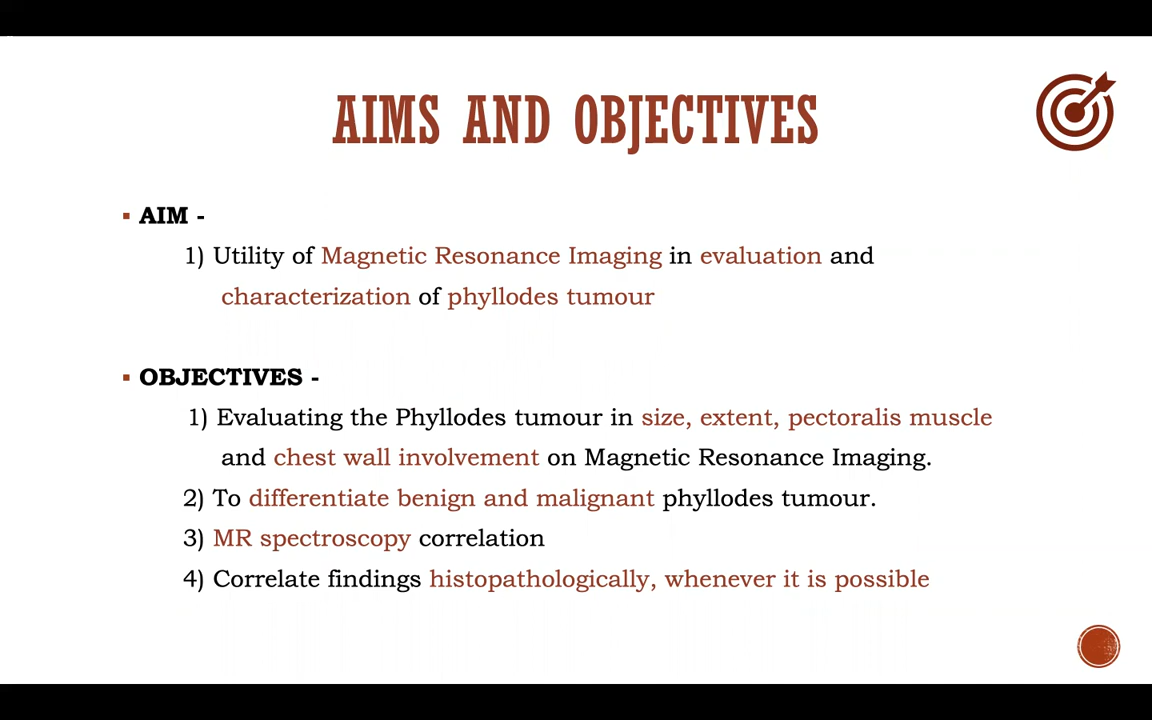 AIMS AND OBJECTIVES
▪ AIM -
1) Utility of Magnetic Resonance Imaging in evaluation and
characterization of phyllodes tumour
▪ OBJECTIVES -
1) Evaluating the Phyllodes tumour in size, extent, pectoralis muscle
and chest wall involvement on Magnetic Resonance Imaging.
2) To differentiate benign and malignant phyllodes tumour.
3) MR spectroscopy correlation
4) Correlate findings histopathologically, whenever it is possible